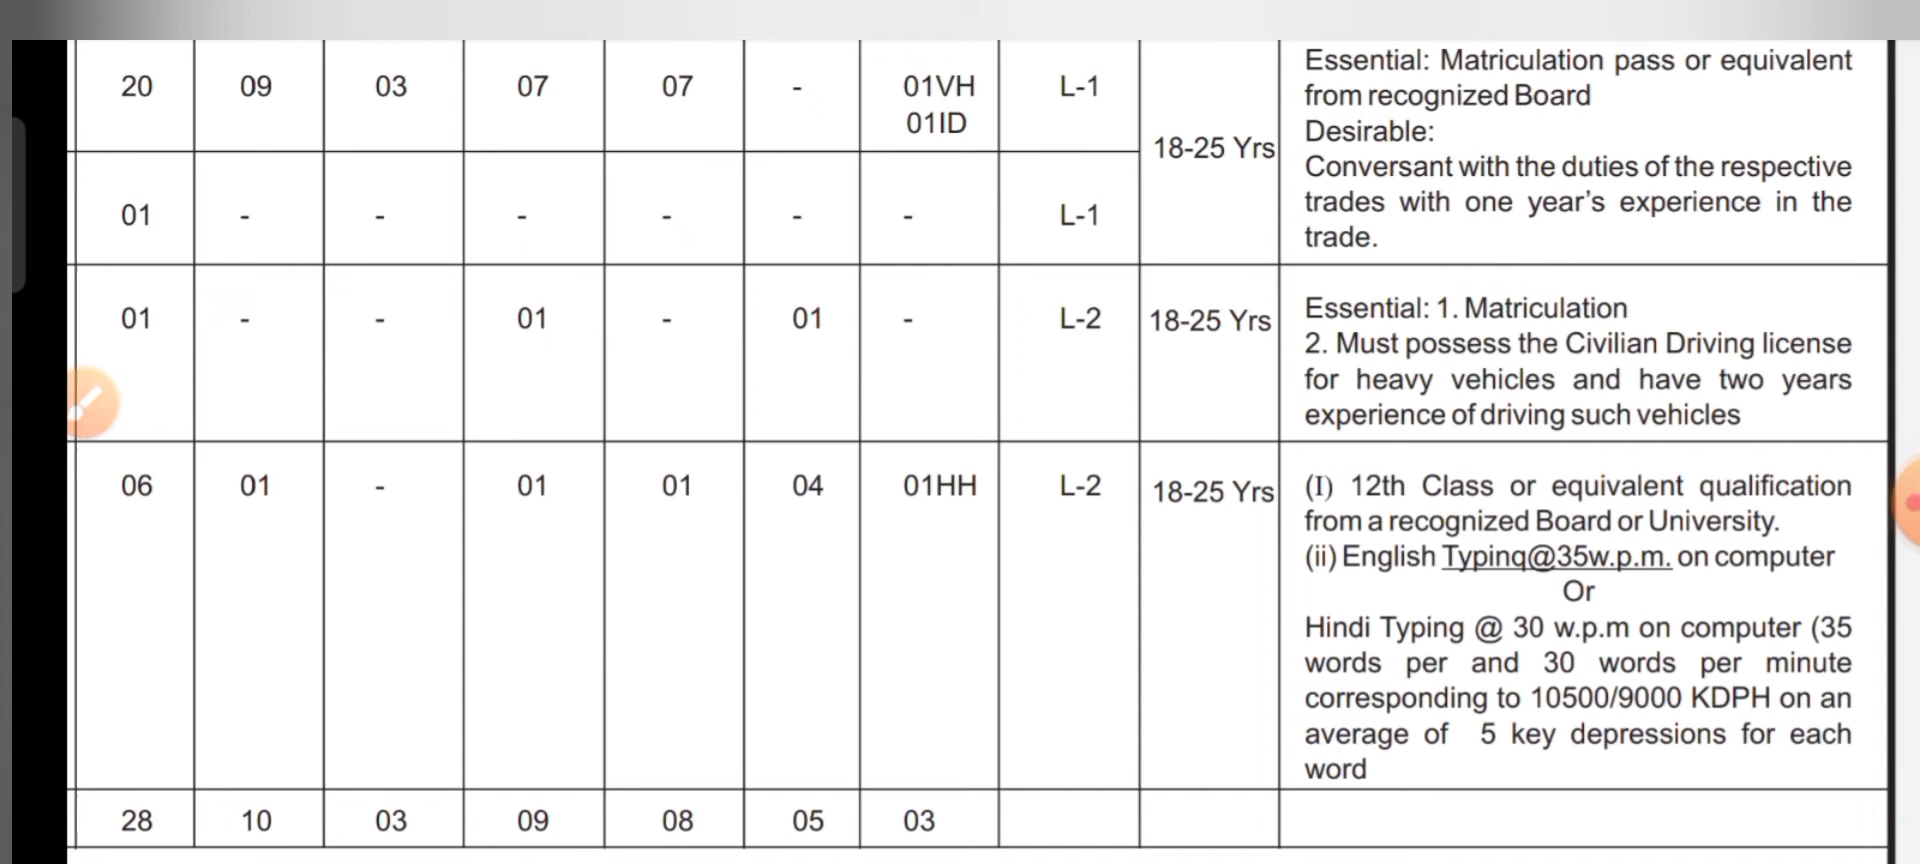 20 09 03 07 07 - 01VH L-1
01ID
18-25 Yrs
Essential: Matriculation pass or equivalent
from recognized Board
Desirable:
Conversant with the duties of the respective
trades with one year's experience in the
trade.
01 - - - - - - L-1
01 - - 01 - 01 - L-2 18-25 Yrs
Essential: 1. Matriculation
2. Must possess the Civilian Driving license
for heavy vehicles and have two years
experience of driving such vehicles
06 01 - 01 01 04 01HH L-2 18-25 Yrs
(I) 12th Class or equivalent qualification
from a recognized Board or University.
(ii) English Typinq@35w.p.m. on computer
Or
Hindi Typing @ 30 w.p.m on computer (35
words per and 30 words per minute
corresponding to 10500/9000 KDPH on an
average of 5 key depressions for each
word
28 10 03 09 08 05 03